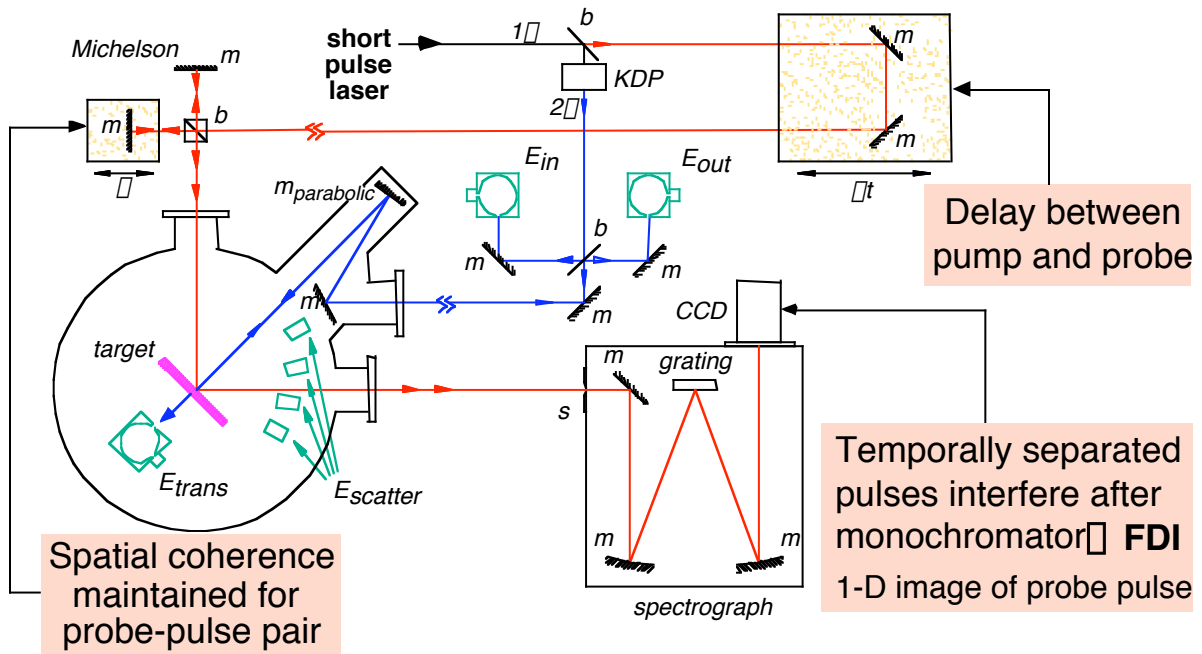 Michelson
m
m
b
▯
short
pulse
laser
1▯
b
KDP
2▯
m
m
▯t
Delay between
pump and probe
E in
E out
b
m
m
m
m parabolic
m
target
E trans
E scatter
CCD
grating
m
s
m
m
spectrograph
Temporally separated
pulses interfere after
monochromator▯ FDI
1-D image of probe pulse
Spatial coherence
maintained for
probe-pulse pair